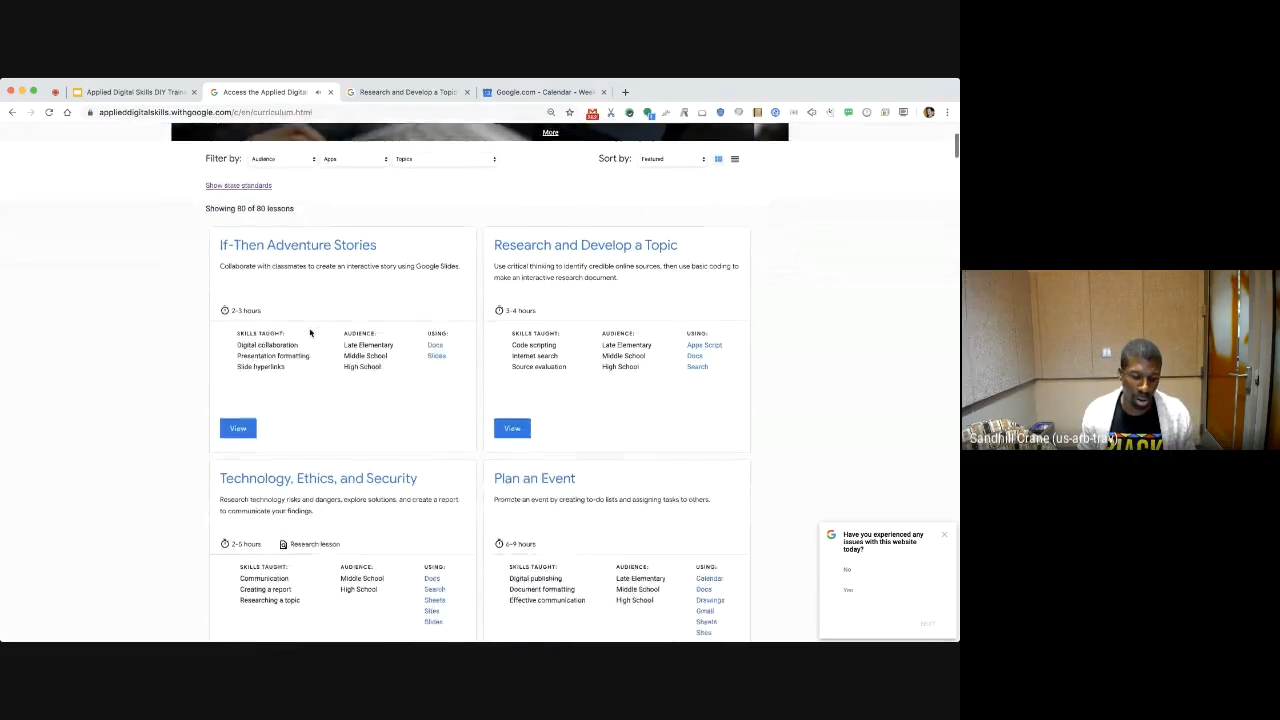 Applied Digital Skills DIY Traini
Access the Applied Digital
Research and Develop a Topic
Google.com - Calendar - Week
applieddigitalskills.withgoogle.com/c/en/curriculum.html
More
Filter by:
Audience
Apps
Topics
Sort by:
Featured
Show state standards
Showing 80 of 80 lessons
If-Then Adventure Stories
Collaborate with classmates to create an interactive story using Google Slides.
2-3 hours
SKILLS TAUGHT:
Digital collaboration
Presentation formatting
Slide hyperlinks
AUDIENCE:
Late Elementary
Middle School
High School
USING:
Docs
Slides
View
Research and Develop a Topic
Use critical thinking to identify credible online sources, then use basic coding to
make an interactive research document.
3-4 hours
SKILLS TAUGHT:
Code scripting
Internet search
Source evaluation
AUDIENCE:
Late Elementary
Middle School
High School
USING:
Apps Script
Docs
Search
View
Technology, Ethics, and Security
Research technology risks and dangers, explore solutions, and create a report
to communicate your findings.
2-5 hours
Research lesson
SKILLS TAUGHT:
Communication
Creating a report
Researching a topic
AUDIENCE:
Middle School
High School
USING:
Docs
Search
Sheets
Sites
Slides
Plan an Event
Promote an event by creating to-do lists and assigning tasks to others.
6-9 hours
SKILLS TAUGHT:
Digital publishing
Document formatting
Effective communication
AUDIENCE:
Late Elementary
Middle School
High School
USING:
Calendar
Docs
Drawings
Gmail
Sheets
Sites
Have you experienced any
issues with this website
today?
No
Yes
NEXT
Sandhill Crane (us-arb-trav)